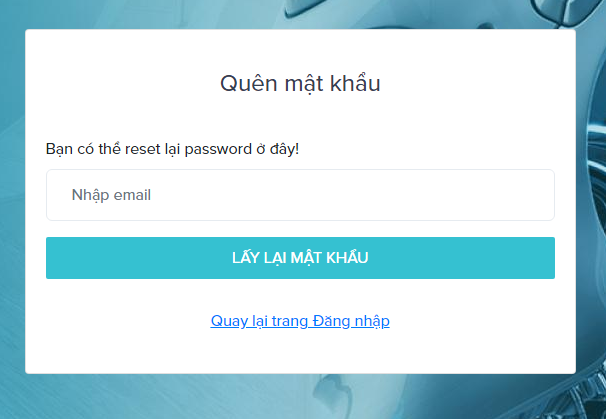 Quên mật khẩu
Bạn có thể reset lại password ở đây!
Nhập email
LẤY LẠI MẬT KHẨU
Quay lại trang Đăng nhập